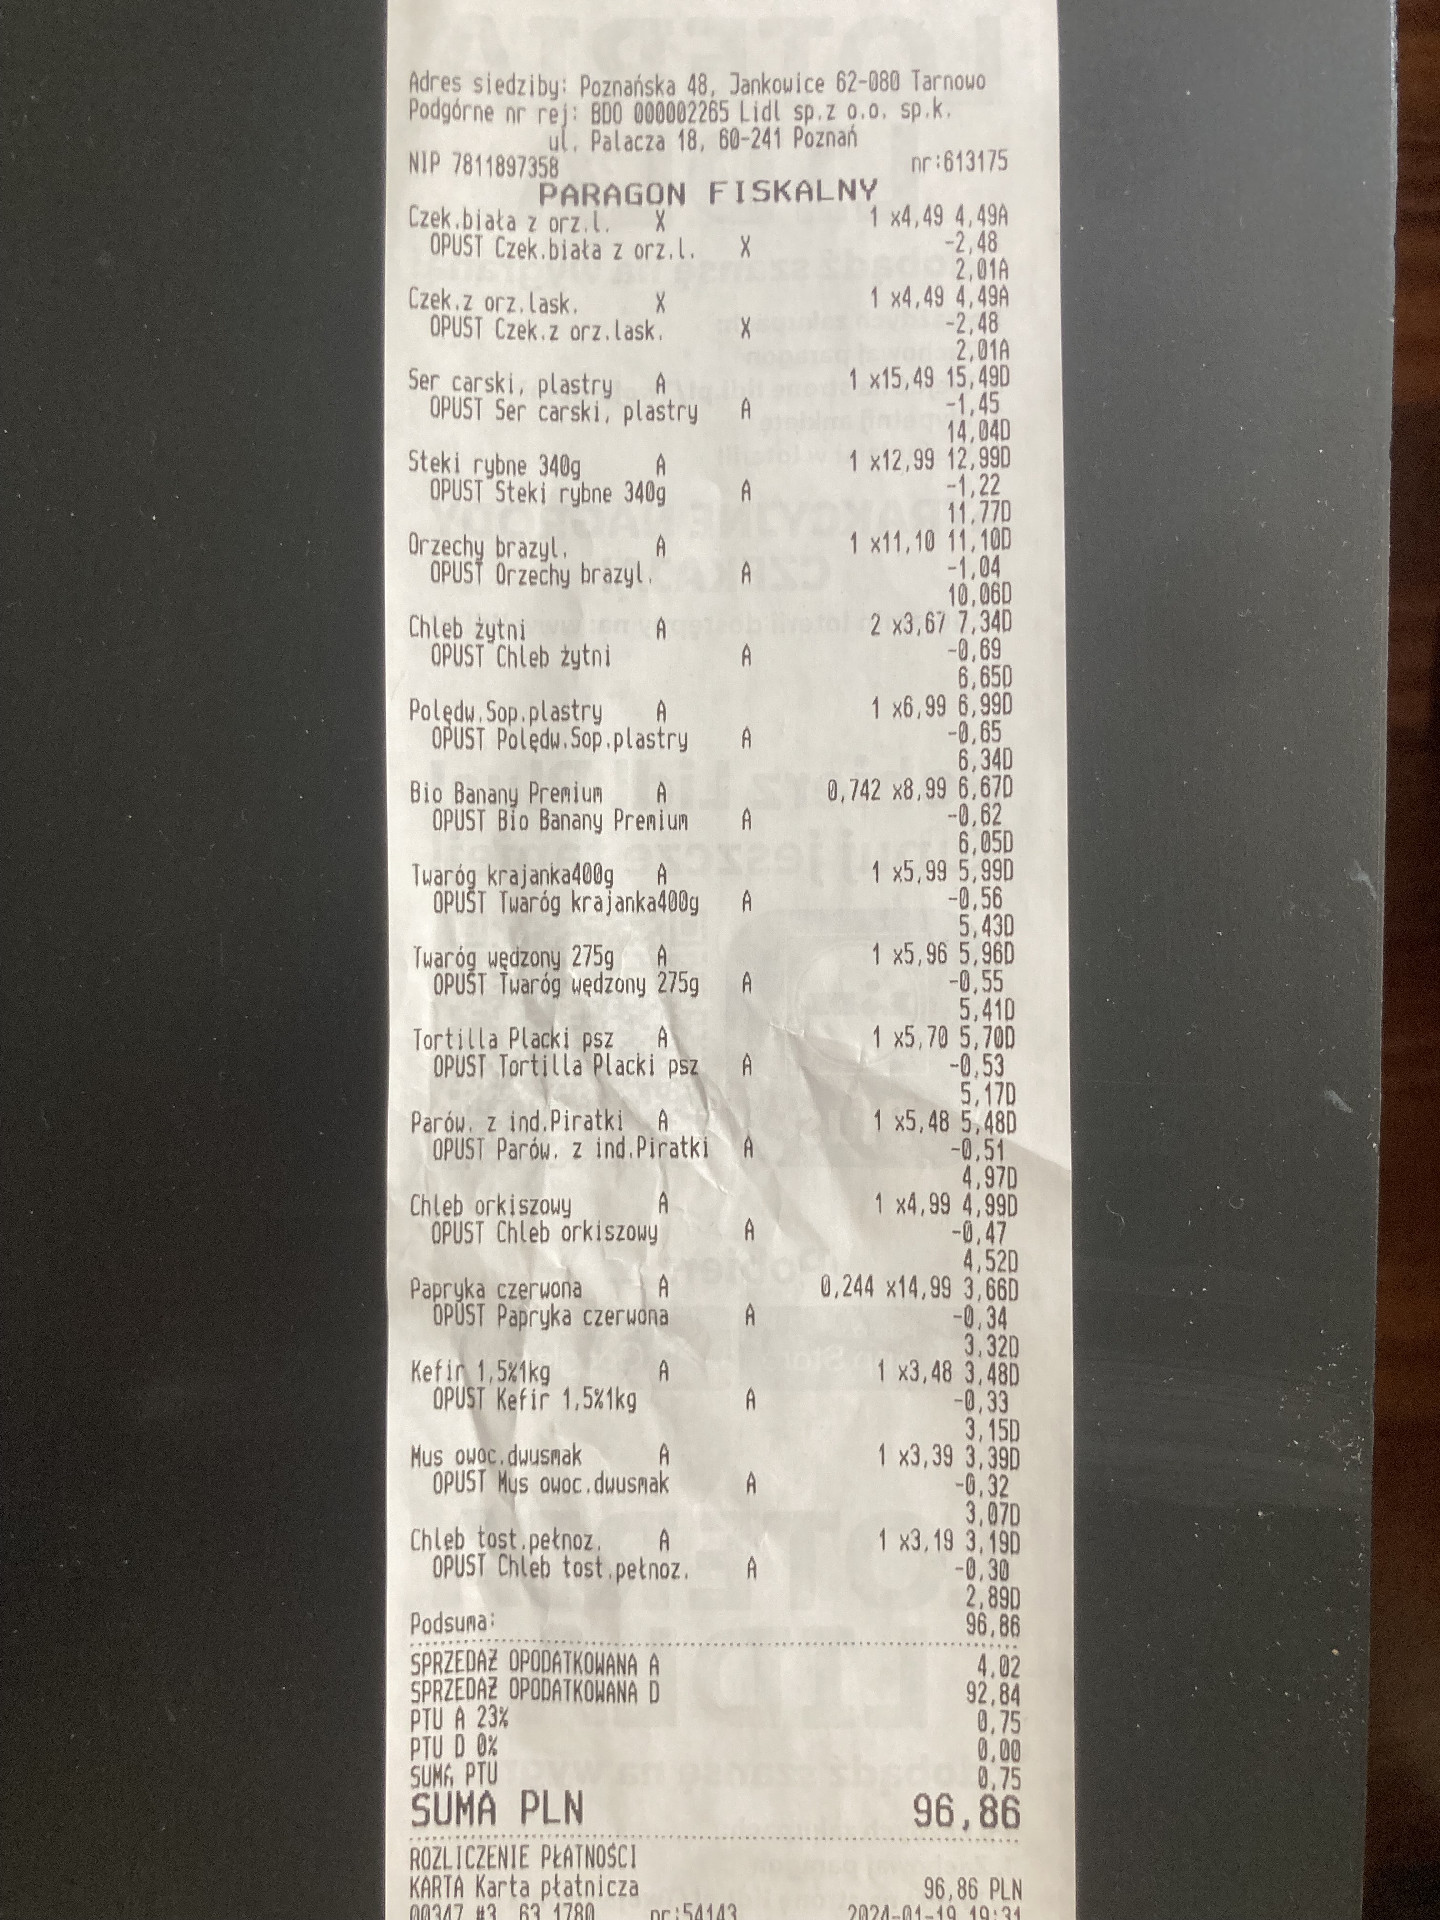 Adres siedziby: Poznańska 48, Jankowice 62-080 Tarnowo
Podgórne nr rej: BDO 000002265 Lidl sp.z o.o. sp.k.
ul. Palacza 18, 60-241 Poznań
NIP 7811897358 nr:613175
PARAGON FISKALNY
Czek.biała z orz.l. X 1 x4,49 4,49A
OPUST Czek.biała z orz.l. X -2,48
2,01A
Czek.z orz.lask. X 1 x4,49 4,49A
OPUST Czek.z orz.lask. X -2,48
2,01A
Ser carski, plastry A 1 x15,49 15,49D
OPUST Ser carski, plastry A -1,45
14,04D
Steki rybne 340g A 1 x12,99 12,99D
OPUST Steki rybne 340g A -1,22
11,77D
Orzechy brazyl. A 1 x11,10 11,10D
OPUST Orzechy brazyl. A -1,04
10,06D
Chleb żytni A 2 x3,67 7,34D
OPUST Chleb żytni A -0,69
6,65D
Polędw.Sop.plastry A 1 x6,99 6,99D
OPUST Polędw.Sop.plastry A -0,65
6,34D
Bio Banany Premium A 0,742 x8,99 6,67D
OPUST Bio Banany Premium A -0,62
6,05D
Twaróg krajanka400g A 1 x5,99 5,99D
OPUST Twaróg krajanka400g A -0,56
5,43D
Twaróg wędzony 275g A 1 x5,96 5,96D
OPUST Twaróg wędzony 275g A -0,55
5,41D
Tortilla Placki psz A 1 x5,70 5,70D
OPUST Tortilla Placki psz A -0,53
5,17D
Parów. z ind.Piratki A 1 x5,48 5,48D
OPUST Parów. z ind.Piratki A -0,51
4,97D
Chleb orkiszowy A 1 x4,99 4,99D
OPUST Chleb orkiszowy A -0,47
4,52D
Papryka czerwona A 0,244 x14,99 3,66D
OPUST Papryka czerwona A -0,34
3,32D
Kefir 1,5%1kg A 1 x3,48 3,48D
OPUST Kefir 1,5%1kg A -0,33
3,15D
Mus owoc.dwusmak A 1 x3,39 3,39D
OPUST Mus owoc.dwusmak A -0,32
3,07D
Chleb tost.pełnoz. A 1 x3,19 3,19D
OPUST Chleb tost.pełnoz. A -0,30
2,89D
Podsuma: 96,86
SPRZEDAŻ OPODATKOWANA A 4,02
SPRZEDAŻ OPODATKOWANA D 92,84
PTU A 23% 0,75
PTU D 0% 0,00
SUMA PTU 0,75
SUMA PLN 96,86
ROZLICZENIE PŁATNOŚCI
KARTA Karta płatnicza 96,86 PLN
00347 #3 63 1780 nr:54143 2024-01-19 19:31